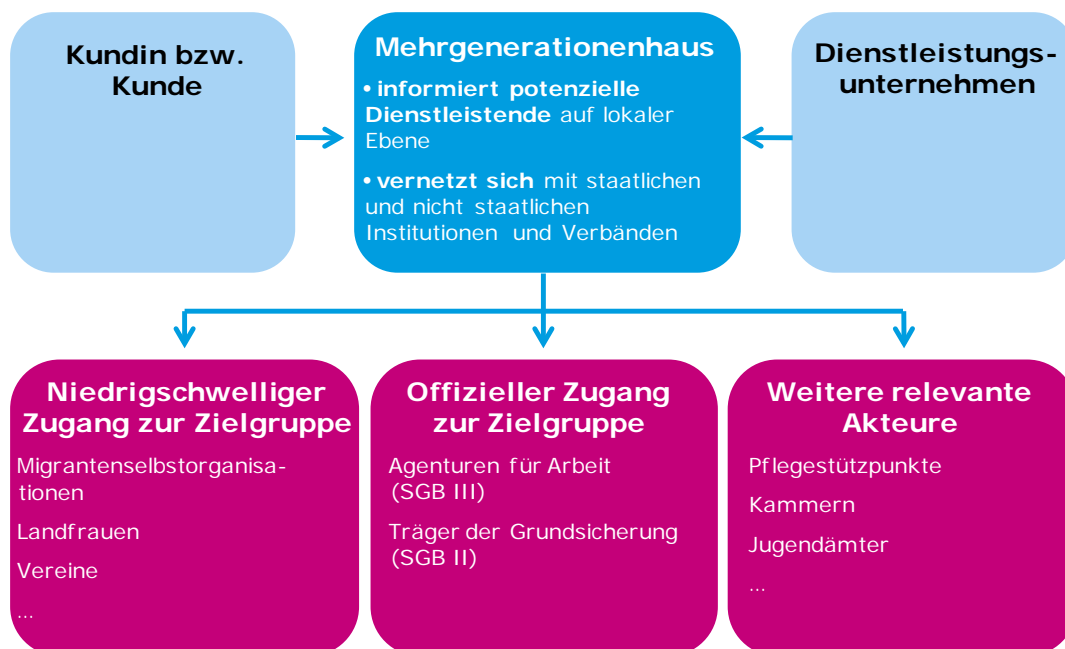 Kundin bzw.
Kunde
Mehrgenerationenhaus
• informiert potenzielle
Dienstleistende auf lokaler
Ebene
• vernetzt sich mit staatlichen
und nicht staatlichen
Institutionen und Verbänden
Dienstleistungs-
unternehmen
Niedrigschwelliger
Zugang zur Zielgruppe
Migrantenselbstorganisa-
tionen
Landfrauen
Vereine
...
Offizieller Zugang
zur Zielgruppe
Agenturen für Arbeit
(SGB III)
Träger der Grundsicherung
(SGB II)
Weitere relevante
Akteure
Pflegestützpunkte
Kammern
Jugendämter
...